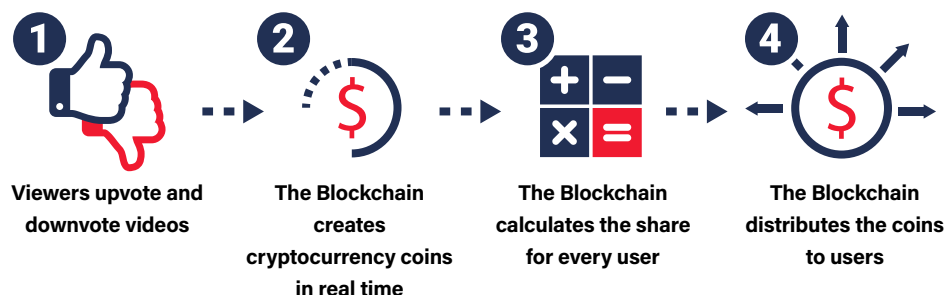 1
Viewers upvote and
downvote videos
2
$
The Blockchain
creates
cryptocurrency coins
in real time
3
+ −
× =
The Blockchain
calculates the share
for every user
4
$
The Blockchain
distributes the coins
to users